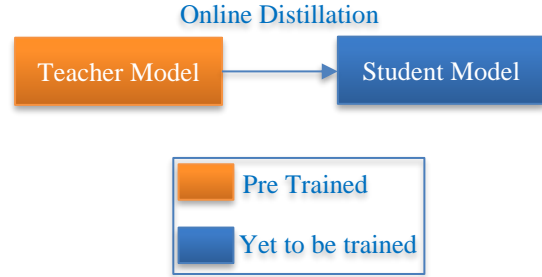 Online Distillation
Teacher Model
Student Model
Pre Trained
Yet to be trained